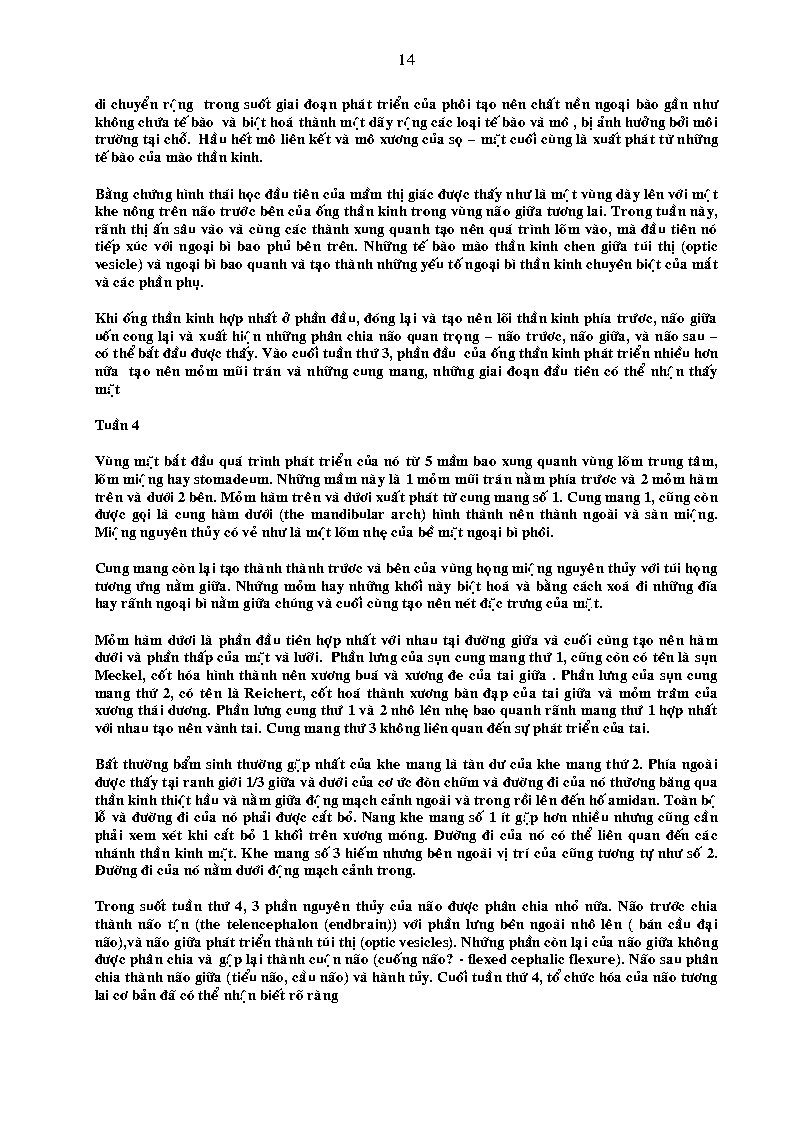 14
di chuyển rộng trong suốt giai đoạn phát triển của phôi tạo nên chất nền ngoại bào gần như
không chứa tế bào và biệt hoá thành một dãy rộng các loại tế bào và mô , bị ảnh hưởng bởi môi
trường tại chỗ. Hầu hết mô liên kết và mô xương của sọ – mặt cuối cùng là xuất phát từ những
tế bào của mào thần kinh.
Bằng chứng hình thái học đầu tiên của mầm thị giác được thấy như là một vùng dày lên với một
khe nông trên não trước bên của ống thần kinh trong vùng não giữa tương lai. Trong tuần này,
rãnh thị ấn sâu vào và cùng các thành xung quanh tạo nên quá trình lõm vào, mà đầu tiên nó
tiếp xúc với ngoại bì bao phủ bên trên. Những tế bào mào thần kinh chen giữa túi thị (optic
vesicle) và ngoại bì bao quanh và tạo thành những yếu tố ngoại bì thần kinh chuyên biệt của mắt
và các phần phụ.
Khi ống thần kinh hợp nhất ở phần đầu, đóng lại và tạo nên lõi thần kinh phía trước, não giữa
uốn cong lại và xuất hiện những phân chia não quan trọng – não trước, não giữa, và não sau –
có thể bắt đầu được thấy. Vào cuối tuần thứ 3, phần đầu của ống thần kinh phát triển nhiều hơn
nữa tạo nên mỏm mũi trán và những cung mang, những giai đoạn đầu tiên có thể nhận thấy
mặt
Tuần 4
Vùng mặt bắt đầu quá trình phát triển của nó từ 5 mầm bao xung quanh vùng lõm trung tâm,
lõm miệng hay stomadeum. Những mầm này là 1 mỏm mũi trán nằm phía trước và 2 mỏm hàm
trên và dưới 2 bên. Mỏm hàm trên và dưới xuất phát từ cung mang số 1. Cung mang 1, cũng còn
được gọi là cung hàm dưới (the mandibular arch) hình thành nên thành ngoài và sàn miệng.
Miệng nguyên thủy có vẻ như là một lõm nhẹ của bề mặt ngoại bì phôi.
Cung mang còn lại tạo thành thành trước và bên của vùng họng miệng nguyên thủy với túi họng
tương ứng nằm giữa. Những mỏm hay những khối này biệt hoá và bằng cách xoá đi những đĩa
hay rãnh ngoại bì nằm giữa chúng và cuối cùng tạo nên nét đặc trưng của mặt.
Mỏm hàm dưới là phần đầu tiên hợp nhất với nhau tại đường giữa và cuối cùng tạo nên hàm
dưới và phần thấp của mặt và lưỡi. Phần lưng của sụn cung mang thứ 1, cũng còn có tên là sụn
Meckel, cốt hóa hình thành nên xương buá và xương đe của tai giữa . Phần lưng của sụn cung
mang thứ 2, có tên là Reichert, cốt hoá thành xương bàn đạp của tai giữa và mỏm trâm của
xương thái dương. Phần lưng cung thứ 1 và 2 nhô lên nhẹ bao quanh rãnh mang thứ 1 hợp nhất
với nhau tạo nên vành tai. Cung mang thứ 3 không liên quan đến sự phát triển của tai.
Bất thường bẩm sinh thường gặp nhất của khe mang là tàn dư của khe mang thứ 2. Phía ngoài
được thấy tại ranh giới 1/3 giữa và dưới của cơ ức đòn chũm và đường đi của nó thường băng qua
thần kinh thiệt hầu và nằm giữa động mạch cảnh ngoài và trong rồi lên đến hố amidan. Toàn bộ
lỗ và đường đi của nó phải được cắt bỏ. Nang khe mang số 1 ít gặp hơn nhiều nhưng cũng cần
phải xem xét khi cắt bỏ 1 khối trên xương móng. Đường đi của nó có thể liên quan đến các
nhánh thần kinh mặt. Khe mang số 3 hiếm nhưng bên ngoài vị trí của cũng tương tự như số 2.
Đường đi của nó nằm dưới động mạch cảnh trong.
Trong suốt tuần thứ 4, 3 phần nguyên thủy của não được phân chia nhỏ nữa. Não trước chia
thành não tận (the telencephalon (endbrain)) với phần lưng bên ngoài nhô lên ( bán cầu đại
não),và não giữa phát triển thành túi thị (optic vesicles). Những phần còn lại của não giữa không
được phân chia và gặp lại thành cuộn não (cuống não? - flexed cephalic flexure). Não sau phân
chia thành não giữa (tiểu não, cầu não) và hành tủy. Cuối tuần thứ 4, tổ chức hóa của não tương
lai cơ bản đã có thể nhận biết rõ ràng